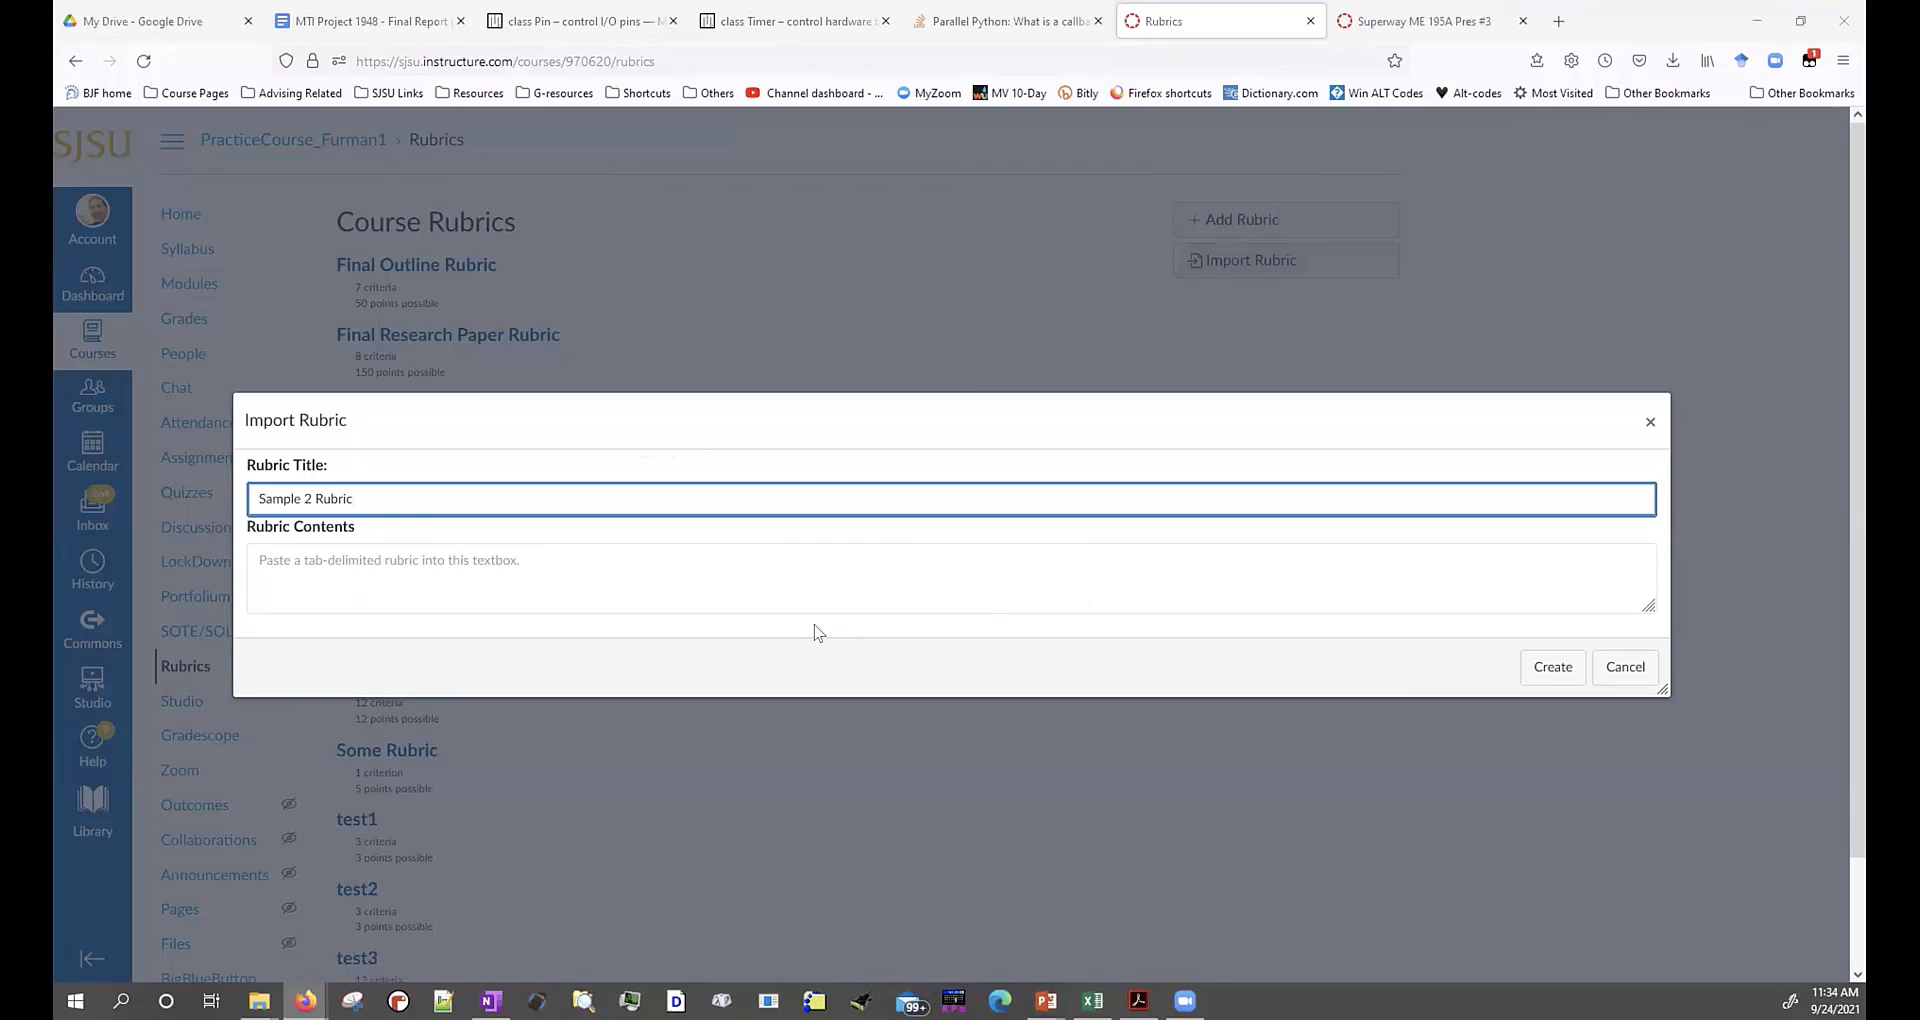 My Drive - Google Drive
MTI Project 1948 - Final Report
class Pin – control I/O pins — M
class Timer – control hardware t
Parallel Python: What is a callba
Rubrics
Superway ME 195A Pres #3
https://sjsu.instructure.com/courses/970620/rubrics
1
BJF home
Course Pages
Advising Related
SJSU Links
Resources
G-resources
Shortcuts
Others
Channel dashboard - ...
MyZoom
MV 10-Day
Bitly
Firefox shortcuts
Dictionary.com
Win ALT Codes
Alt-codes
Most Visited
Other Bookmarks
Other Bookmarks
SJSU
PracticeCourse_Furman1 › Rubrics
Account
Dashboard
Courses
Groups
Calendar
364
Inbox
History
Commons
Studio
?
Help
Library
Home
Syllabus
Modules
Grades
People
Chat
Attendanc
Assignmen
Quizzes
Discussion
LockDown
Portfolium
SOTE/SOL
Rubrics
Studio
Gradescope
Zoom
Outcomes
Collaborations
Announcements
Pages
Files
BigBlueButton
Course Rubrics
+ Add Rubric
Import Rubric
Final Outline Rubric
7 criteria
50 points possible
Final Research Paper Rubric
8 criteria
150 points possible
Import Rubric
×
Rubric Title:
Sample 2 Rubric
Rubric Contents
Paste a tab-delimited rubric into this textbox.
Create
Cancel
12 criteria
12 points possible
Some Rubric
1 criterion
5 points possible
test1
3 criteria
3 points possible
test2
3 criteria
3 points possible
test3
12 criteria
99+
11:34 AM
9/24/2021